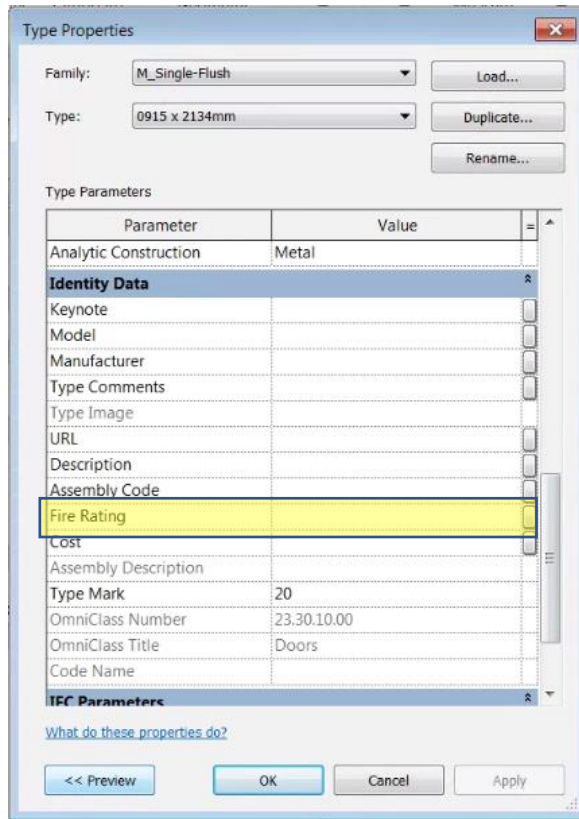 Type Properties
Family: M_Single-Flush Load...
Type: 0915 x 2134mm Duplicate...
Rename...
Type Parameters
Parameter Value =
Analytic Construction Metal
Identity Data
Keynote
Model
Manufacturer
Type Comments
Type Image
URL
Description
Assembly Code
Fire Rating
Cost
Assembly Description
Type Mark 20
OmniClass Number 23.30.10.00
OmniClass Title Doors
Code Name
IFC Parameters
What do these properties do?
<< Preview OK Cancel Apply